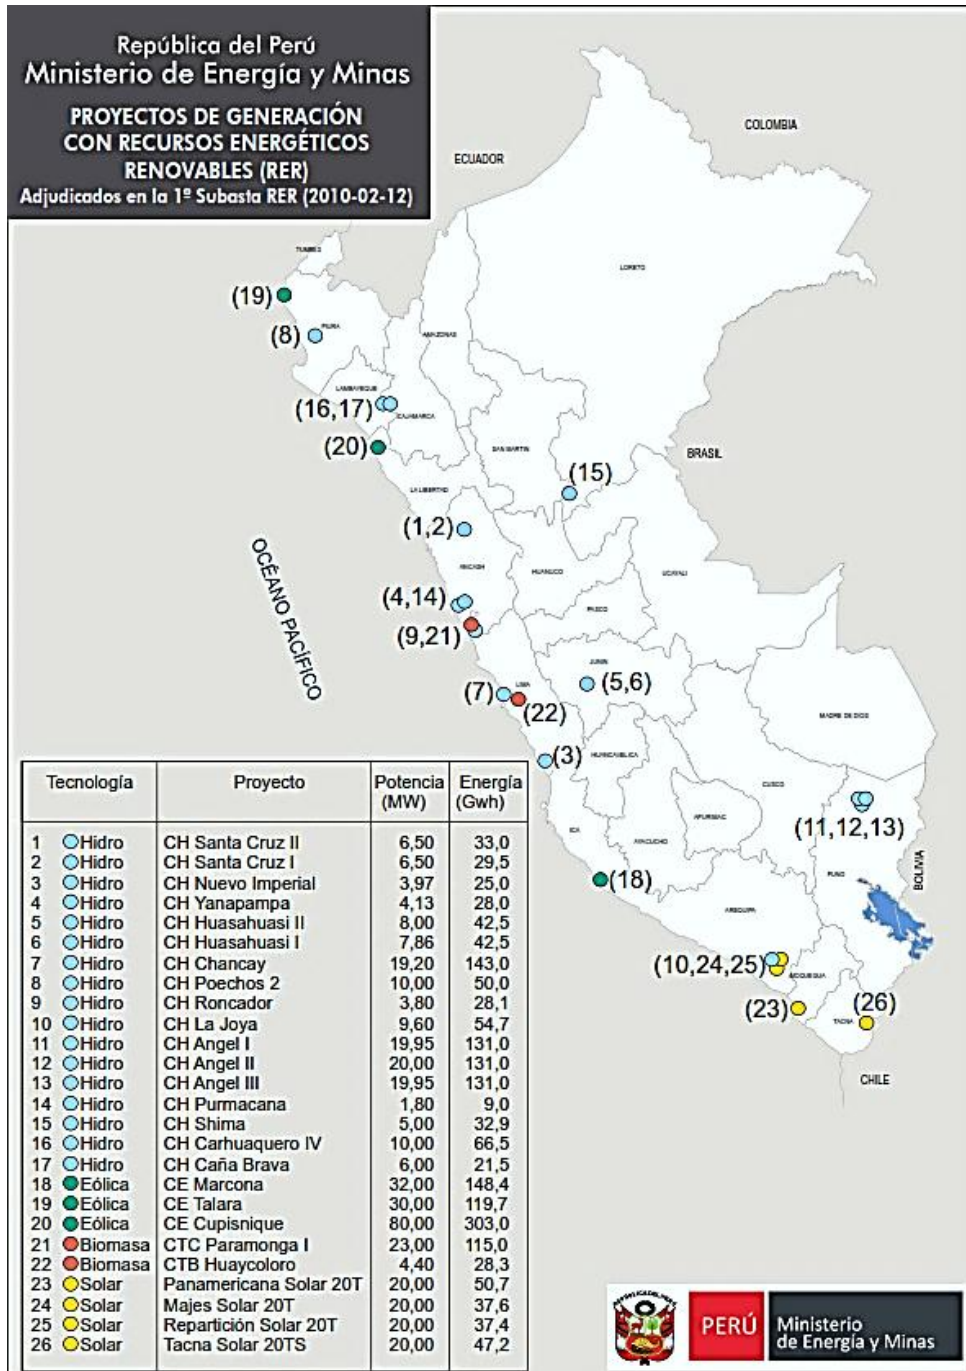 República del Perú
Ministerio de Energía y Minas
PROYECTOS DE GENERACIÓN
CON RECURSOS ENERGÉTICOS
RENOVABLES (RER)
Adjudicados en la 1º Subasta RER (2010-02-12)
COLOMBIA
ECUADOR
TUMBES
LORETO
(19)
(8)
PIURA
AMAZONAS
LAMBAYEQUE
(16,17)
CAJAMARCA
(20)
SAN MARTIN
BRASIL
(15)
LA LIBERTAD
(1,2)
OCÉANO PACÍFICO
ANCASH
HUANUCO
UCAYALI
(4,14)
PASCO
(9,21)
JUNIN
(7)
LIMA
(5,6)
(22)
MADRE DE DIOS
(3)
HUANCAVELICA
CUSCO
(11,12,13)
APURIMAC
ICA
AYACUCHO
PUNO
BOLIVIA
(18)
AREQUIPA
(10,24,25)
MOQUEGUA
(23)
(26)
TACNA
CHILE
Tecnología Proyecto Potencia (MW) Energía (Gwh)
1 Hidro CH Santa Cruz II 6,50 33,0
2 Hidro CH Santa Cruz I 6,50 29,5
3 Hidro CH Nuevo Imperial 3,97 25,0
4 Hidro CH Yanapampa 4,13 28,0
5 Hidro CH Huasahuasi II 8,00 42,5
6 Hidro CH Huasahuasi I 7,86 42,5
7 Hidro CH Chancay 19,20 143,0
8 Hidro CH Poechos 2 10,00 50,0
9 Hidro CH Roncador 3,80 28,1
10 Hidro CH La Joya 9,60 54,7
11 Hidro CH Angel I 19,95 131,0
12 Hidro CH Angel II 20,00 131,0
13 Hidro CH Angel III 19,95 131,0
14 Hidro CH Purmacana 1,80 9,0
15 Hidro CH Shima 5,00 32,9
16 Hidro CH Carhuaquero IV 10,00 66,5
17 Hidro CH Caña Brava 6,00 21,5
18 Eólica CE Marcona 32,00 148,4
19 Eólica CE Talara 30,00 119,7
20 Eólica CE Cupisnique 80,00 303,0
21 Biomasa CTC Paramonga I 23,00 115,0
22 Biomasa CTB Huaycoloro 4,40 28,3
23 Solar Panamericana Solar 20T 20,00 50,7
24 Solar Majes Solar 20T 20,00 37,6
25 Solar Repartición Solar 20T 20,00 37,4
26 Solar Tacna Solar 20TS 20,00 47,2
REPUBLICA DEL PERU
PERÚ
Ministerio
de Energía y Minas